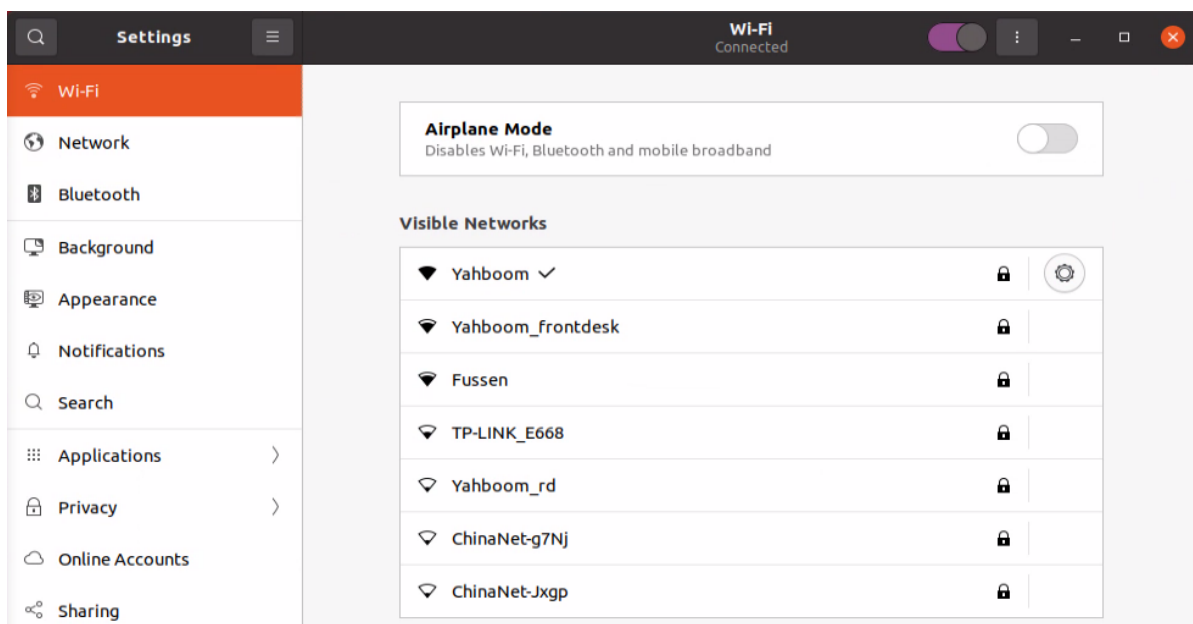 Settings
Wi-Fi
Connected
Wi-Fi
Network
Bluetooth
Background
Appearance
Notifications
Search
Applications
Privacy
Online Accounts
Sharing
Airplane Mode
Disables Wi-Fi, Bluetooth and mobile broadband
Visible Networks
Yahboom
Yahboom_frontdesk
Fussen
TP-LINK_E668
Yahboom_rd
ChinaNet-g7Nj
ChinaNet-Jxgp